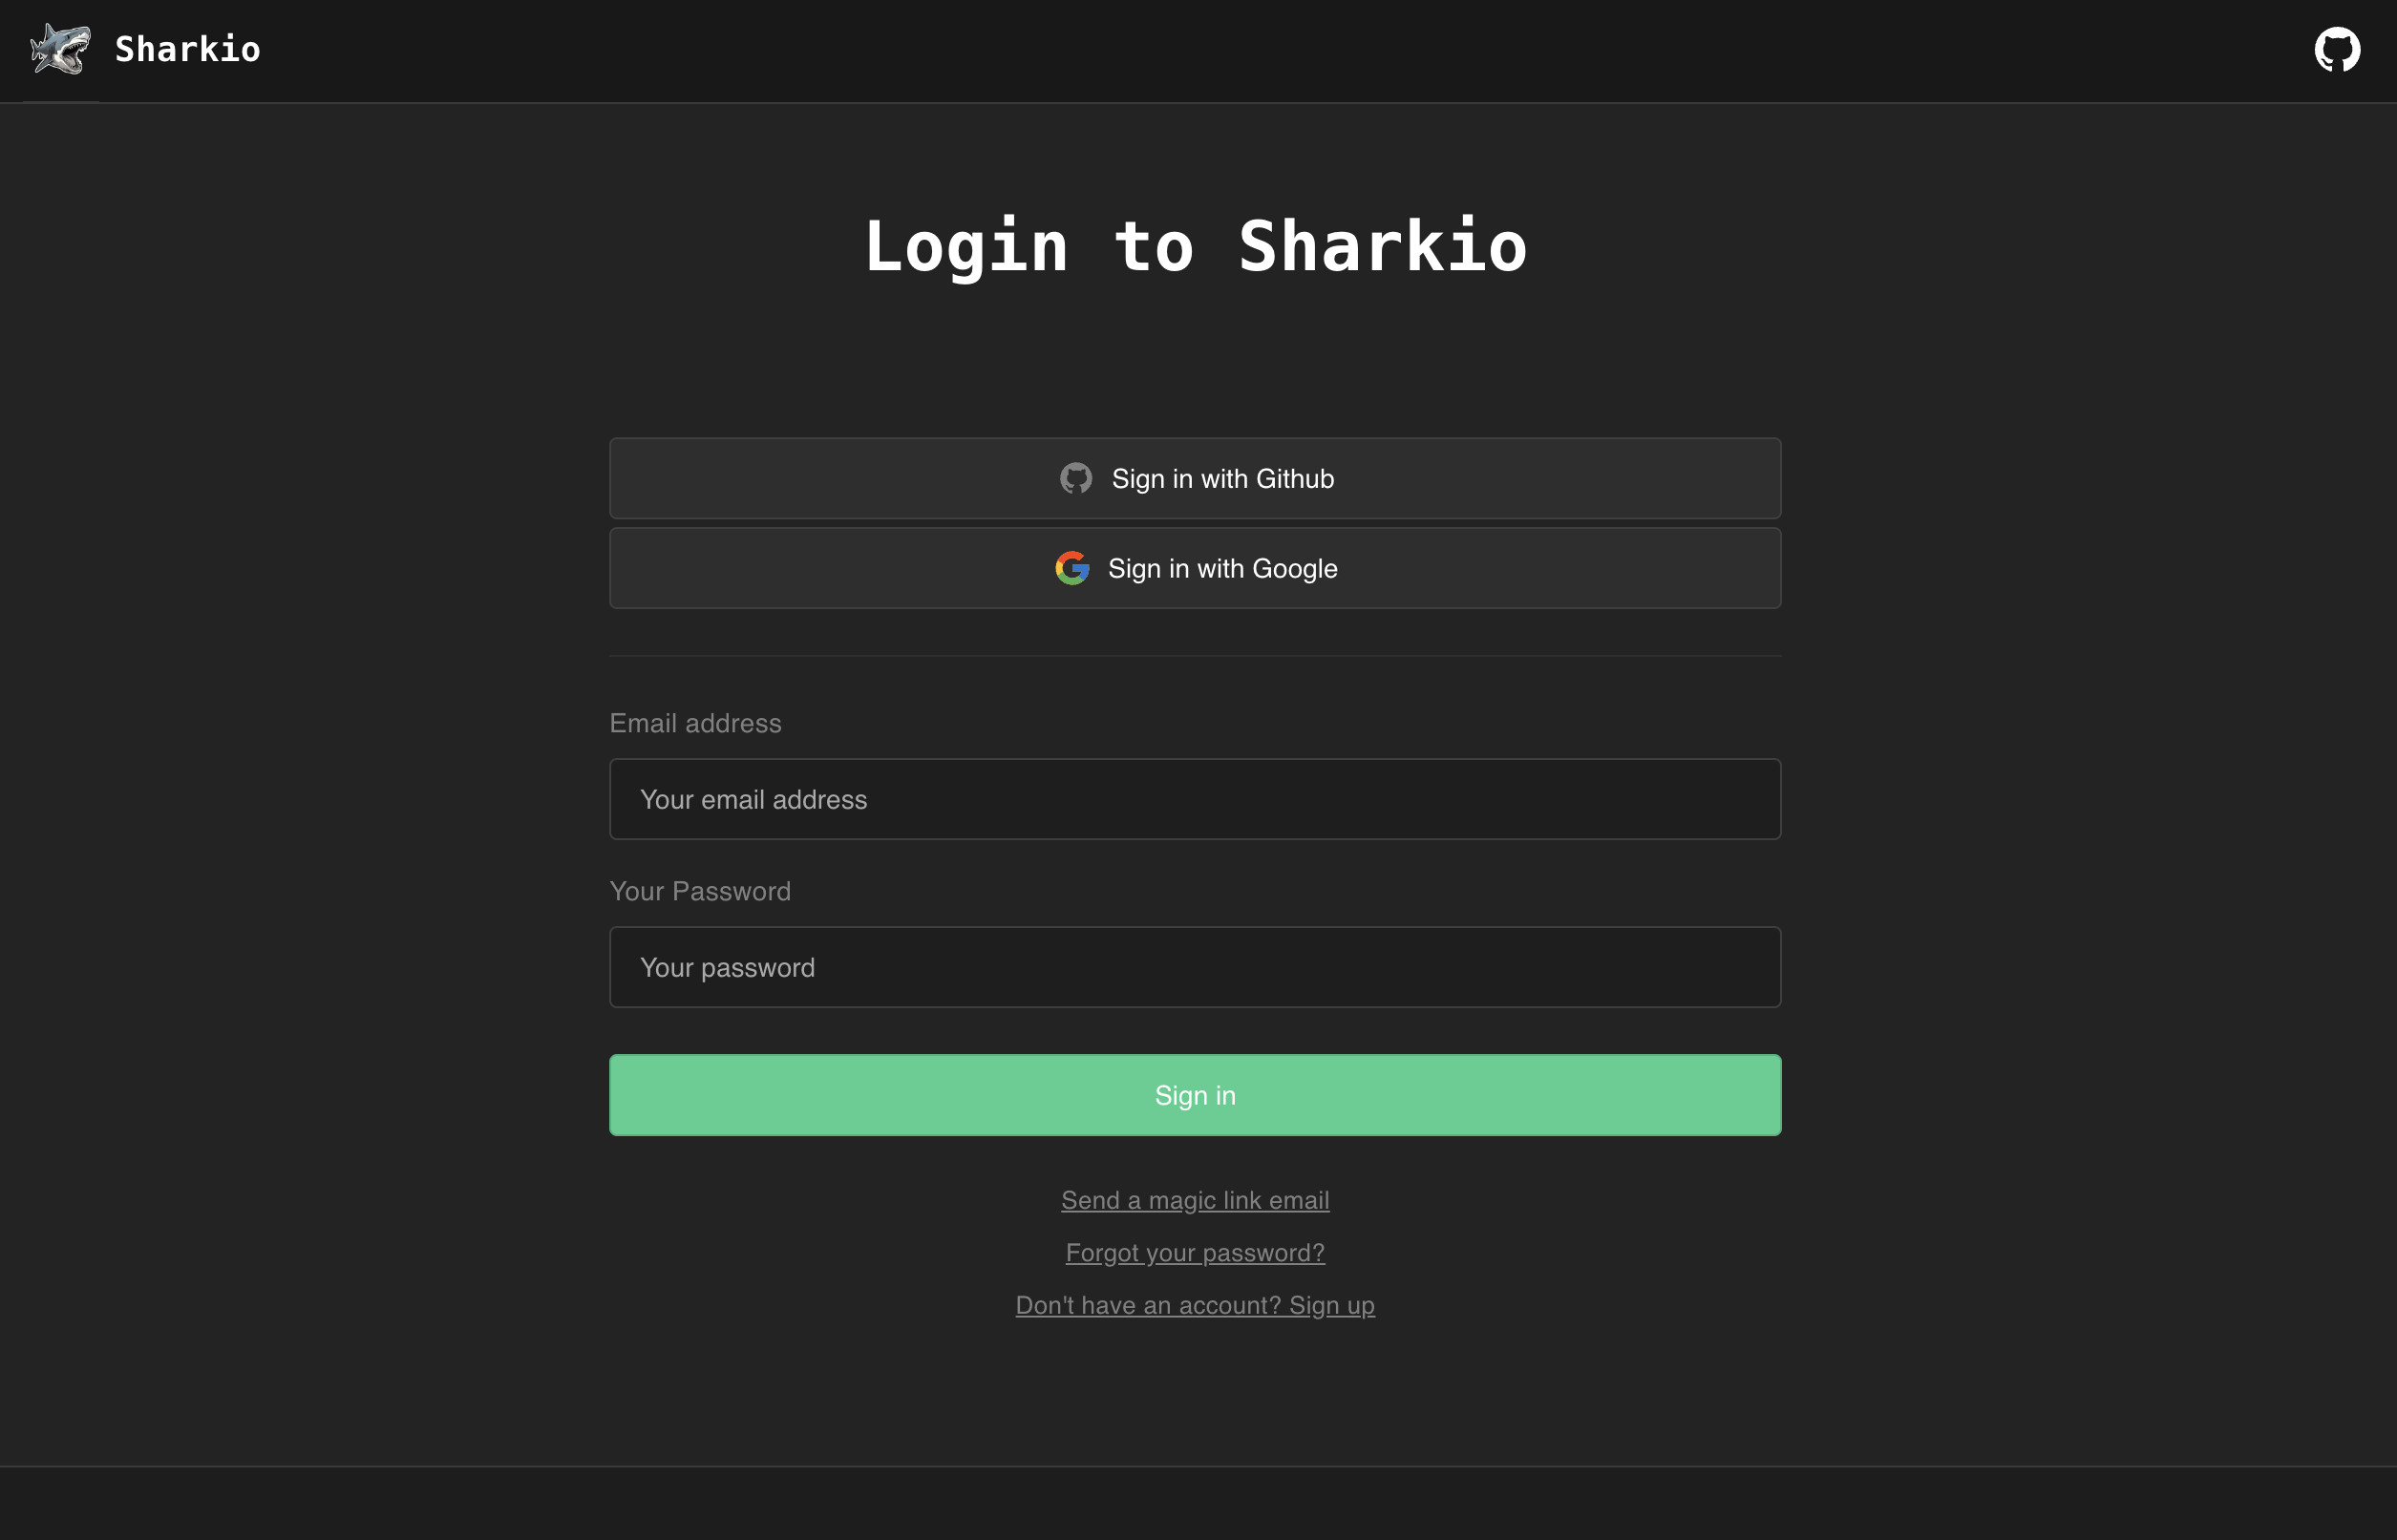 Sharkio
Login to Sharkio
Sign in with Github
Sign in with Google
Email address
Your email address
Your Password
Your password
Sign in
Send a magic link email
Forgot your password?
Don't have an account? Sign up